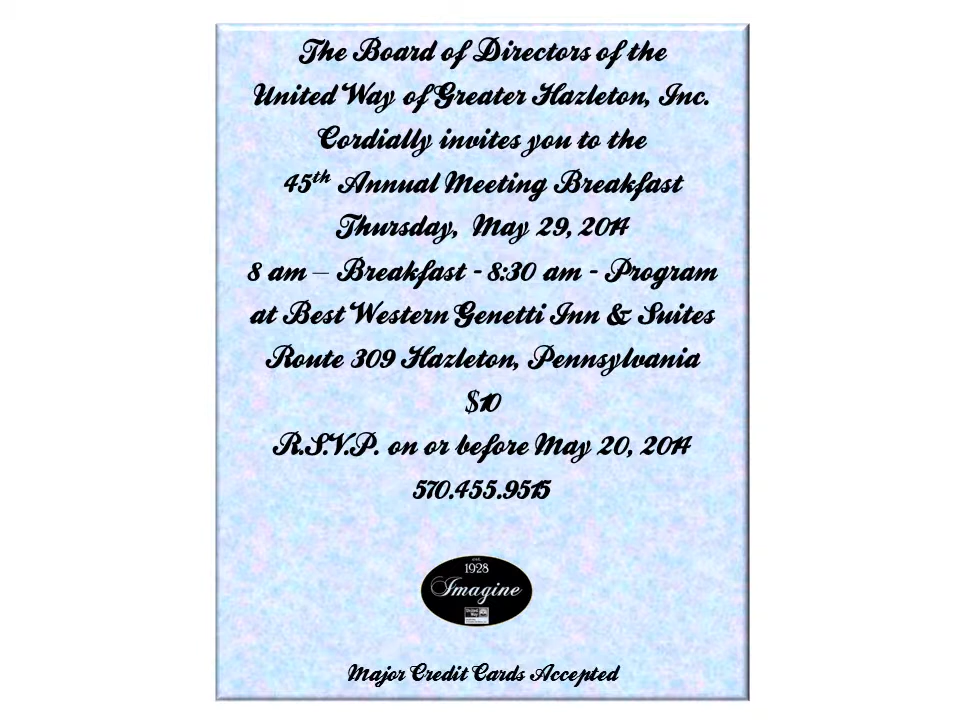 The Board of Directors of the
United Way of Greater Hazleton, Inc.
Cordially invites you to the
45th Annual Meeting Breakfast
Thursday, May 29, 2014
8 am – Breakfast - 8:30 am - Program
at Best Western Genetti Inn & Suites
Route 309 Hazleton, Pennsylvania
$10
R.S.V.P. on or before May 20, 2014
570.455.9515
EST.
1928
Imagine
United
Way
Major Credit Cards Accepted